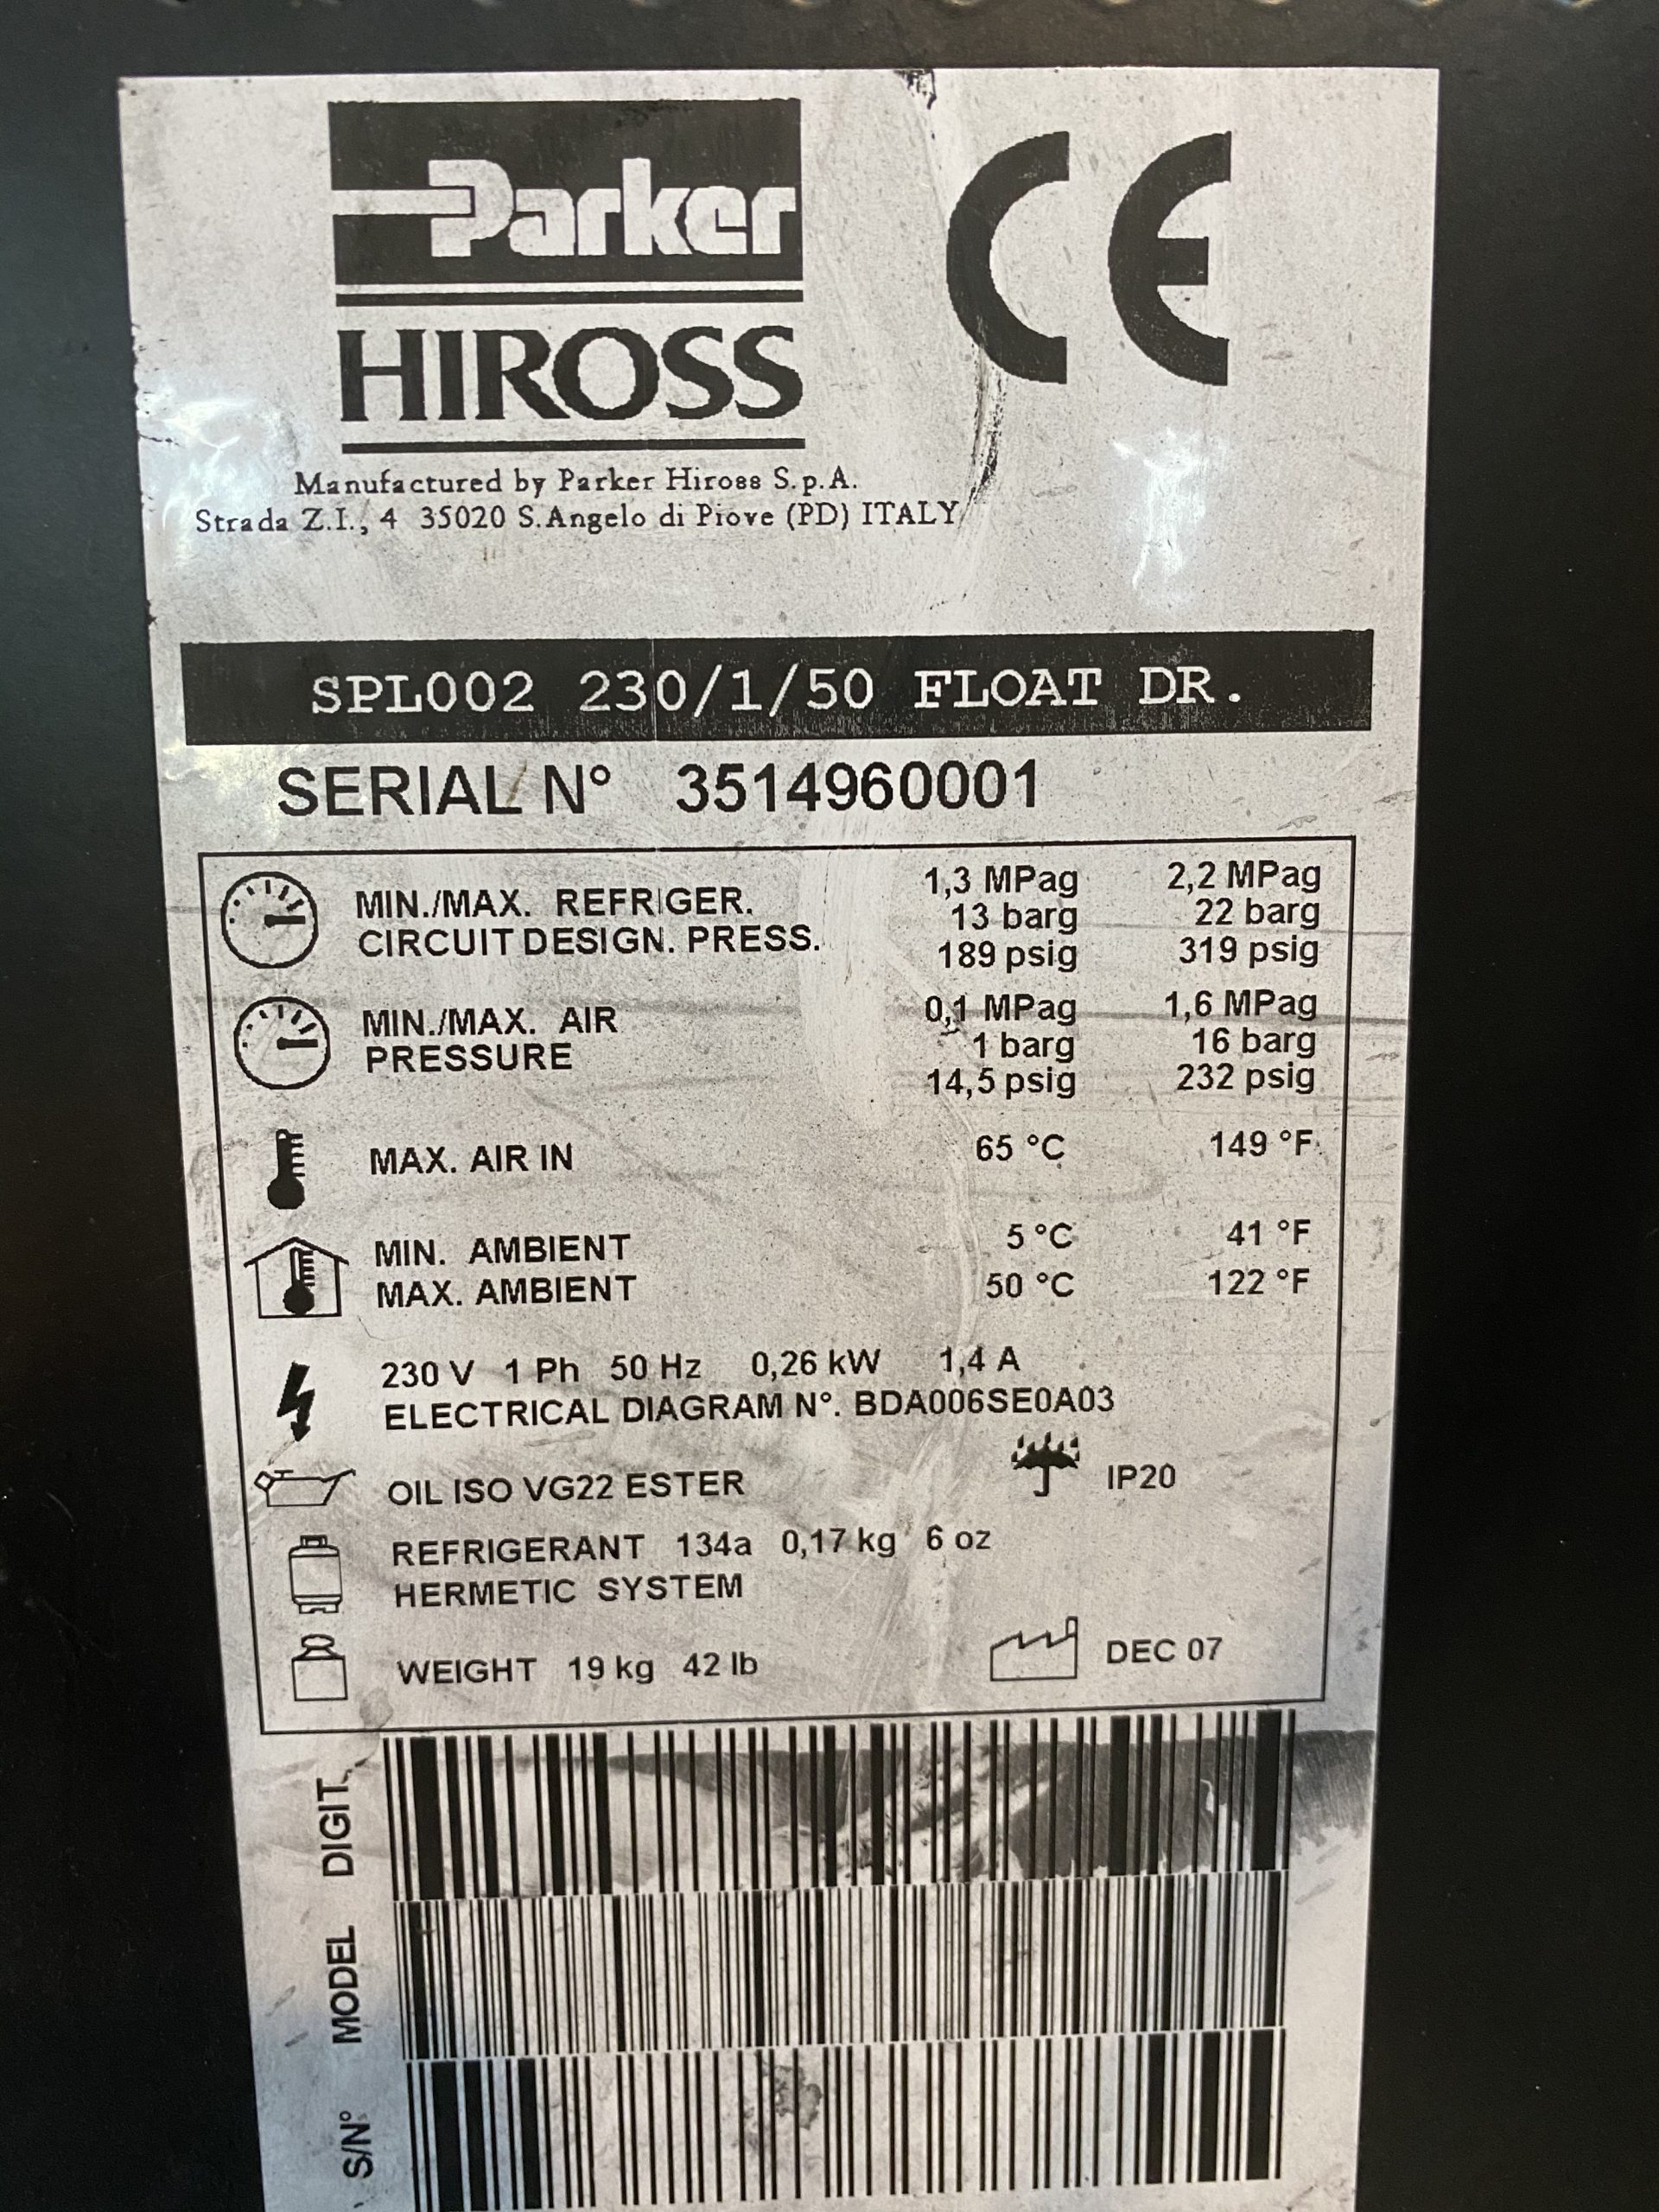 Parker
CE
HIROSS
Manufactured by Parker Hiross S.p.A.
Strada Z.I., 4 35020 S.Angelo di Piove (PD) ITALY
SPL002 230/1/50 FLOAT DR.
SERIAL N° 3514960001
MIN./MAX. REFRIGER. 1,3 MPag 2,2 MPag
CIRCUIT DESIGN. PRESS. 13 barg 22 barg
189 psig 319 psig
MIN./MAX. AIR 0,1 MPag 1,6 MPag
PRESSURE 1 barg 16 barg
14,5 psig 232 psig
MAX. AIR IN 65 °C 149 °F
MIN. AMBIENT 5 °C 41 °F
MAX. AMBIENT 50 °C 122 °F
230 V 1 Ph 50 Hz 0,26 kW 1,4 A
ELECTRICAL DIAGRAM N°. BDA006SE0A03
OIL ISO VG22 ESTER IP20
REFRIGERANT 134a 0,17 kg 6 oz
HERMETIC SYSTEM
WEIGHT 19 kg 42 lb DEC 07
DIGIT.
MODEL
S/N°